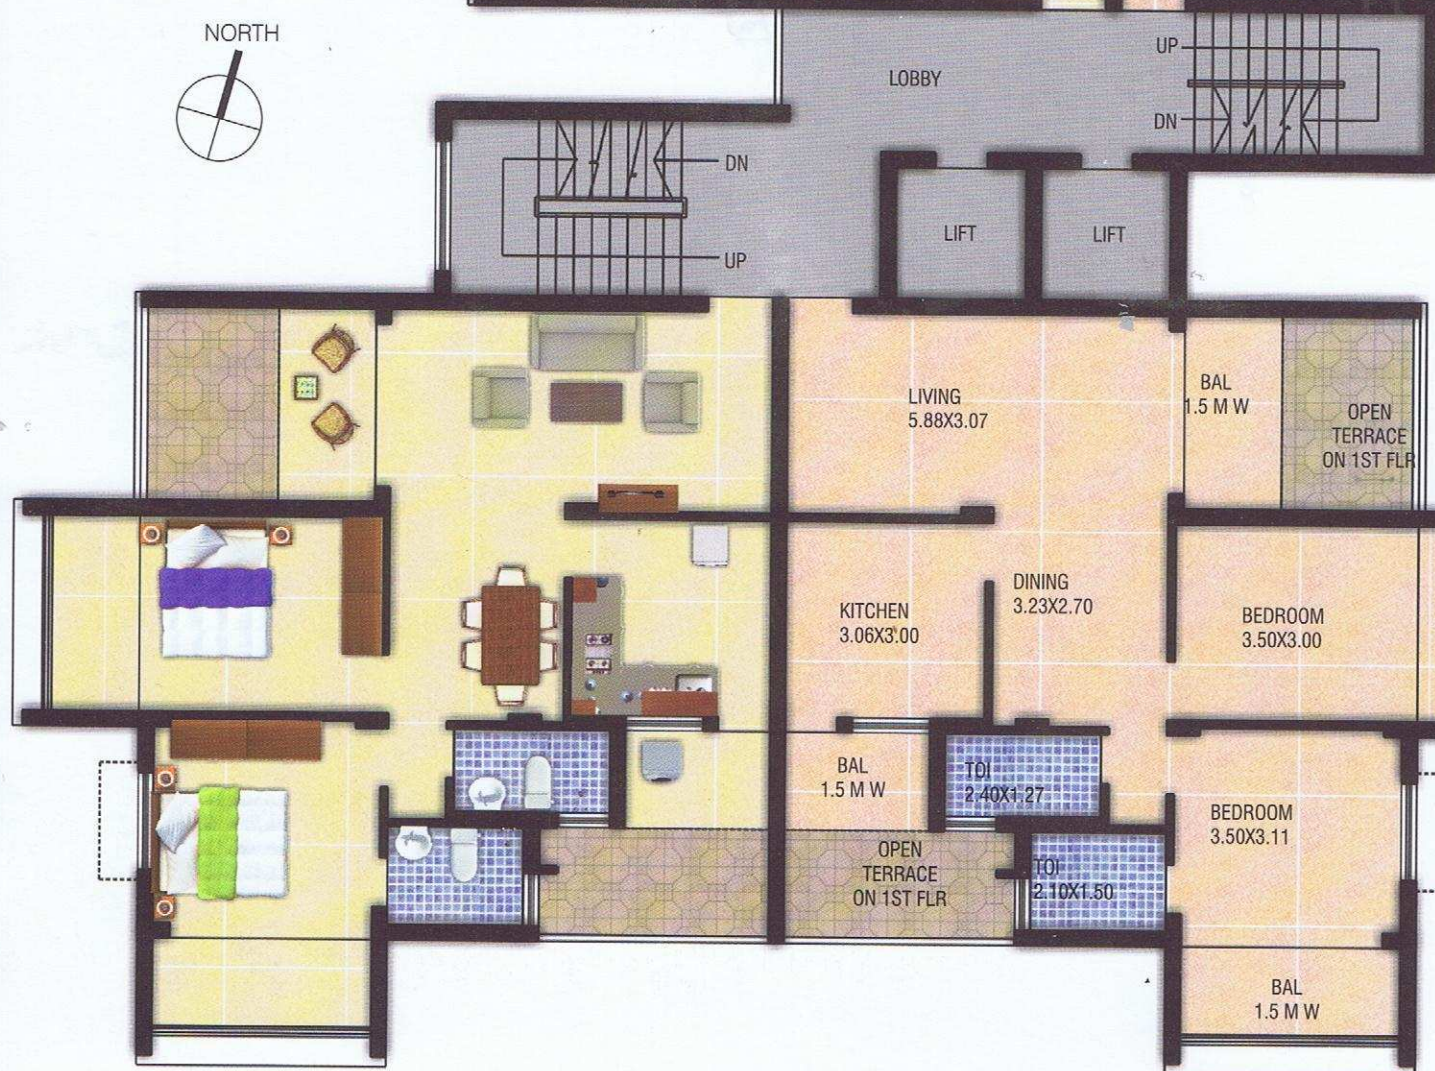 NORTH
LOBBY
UP
DN
DN
UP
LIFT
LIFT
LIVING
5.88X3.07
BAL
1.5 M W
OPEN
TERRACE
ON 1ST FLR
KITCHEN
3.06X3.00
DINING
3.23X2.70
BEDROOM
3.50X3.00
BAL
1.5 M W
TOI
2.40X1.27
BEDROOM
3.50X3.11
OPEN
TERRACE
ON 1ST FLR
TOI
2.10X1.50
BAL
1.5 M W